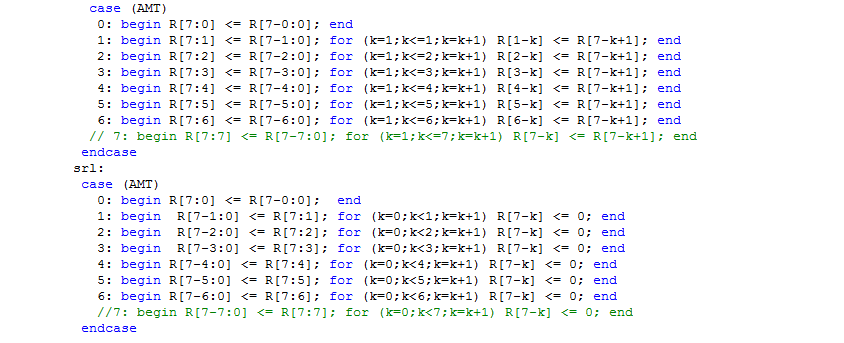 case (AMT)
0: begin R[7:0] <= R[7-0:0]; end
1: begin R[7:1] <= R[7-1:0]; for (k=1;k<=1;k=k+1) R[1-k] <= R[7-k+1]; end
2: begin R[7:2] <= R[7-2:0]; for (k=1;k<=2;k=k+1) R[2-k] <= R[7-k+1]; end
3: begin R[7:3] <= R[7-3:0]; for (k=1;k<=3;k=k+1) R[3-k] <= R[7-k+1]; end
4: begin R[7:4] <= R[7-4:0]; for (k=1;k<=4;k=k+1) R[4-k] <= R[7-k+1]; end
5: begin R[7:5] <= R[7-5:0]; for (k=1;k<=5;k=k+1) R[5-k] <= R[7-k+1]; end
6: begin R[7:6] <= R[7-6:0]; for (k=1;k<=6;k=k+1) R[6-k] <= R[7-k+1]; end
// 7: begin R[7:7] <= R[7-7:0]; for (k=1;k<=7;k=k+1) R[7-k] <= R[7-k+1]; end
endcase
srl:
case (AMT)
0: begin R[7:0] <= R[7-0:0];  end
1: begin  R[7-1:0] <= R[7:1]; for (k=0;k<1;k=k+1) R[7-k] <= 0; end
2: begin  R[7-2:0] <= R[7:2]; for (k=0;k<2;k=k+1) R[7-k] <= 0; end
3: begin  R[7-3:0] <= R[7:3]; for (k=0;k<3;k=k+1) R[7-k] <= 0; end
4: begin R[7-4:0] <= R[7:4]; for (k=0;k<4;k=k+1) R[7-k] <= 0; end
5: begin R[7-5:0] <= R[7:5]; for (k=0;k<5;k=k+1) R[7-k] <= 0; end
6: begin R[7-6:0] <= R[7:6]; for (k=0;k<6;k=k+1) R[7-k] <= 0; end
//7: begin R[7-7:0] <= R[7:7]; for (k=0;k<7;k=k+1) R[7-k] <= 0; end
endcase